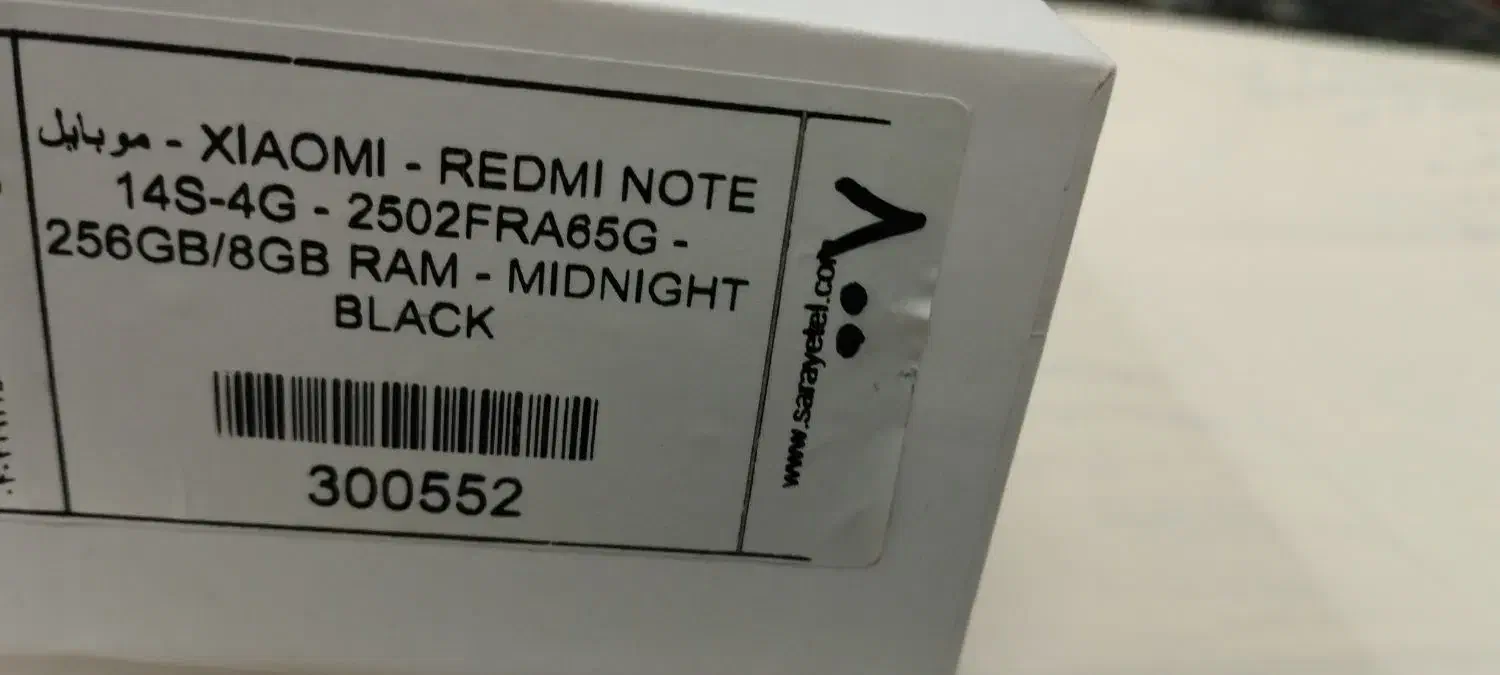 موبایل - XIAOMI - REDMI NOTE
14S-4G - 2502FRA65G -
256GB/8GB RAM - MIDNIGHT
BLACK
300552
www.sarayetel.com